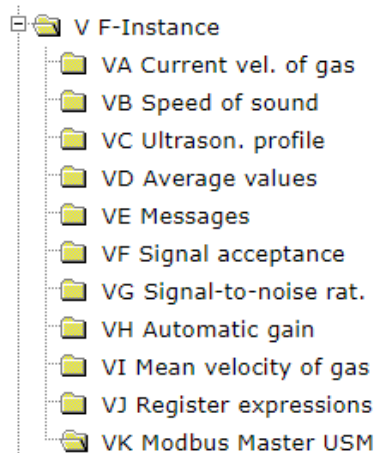 V F-Instance
VA Current vel. of gas
VB Speed of sound
VC Ultrason. profile
VD Average values
VE Messages
VF Signal acceptance
VG Signal-to-noise rat.
VH Automatic gain
VI Mean velocity of gas
VJ Register expressions
VK Modbus Master USM